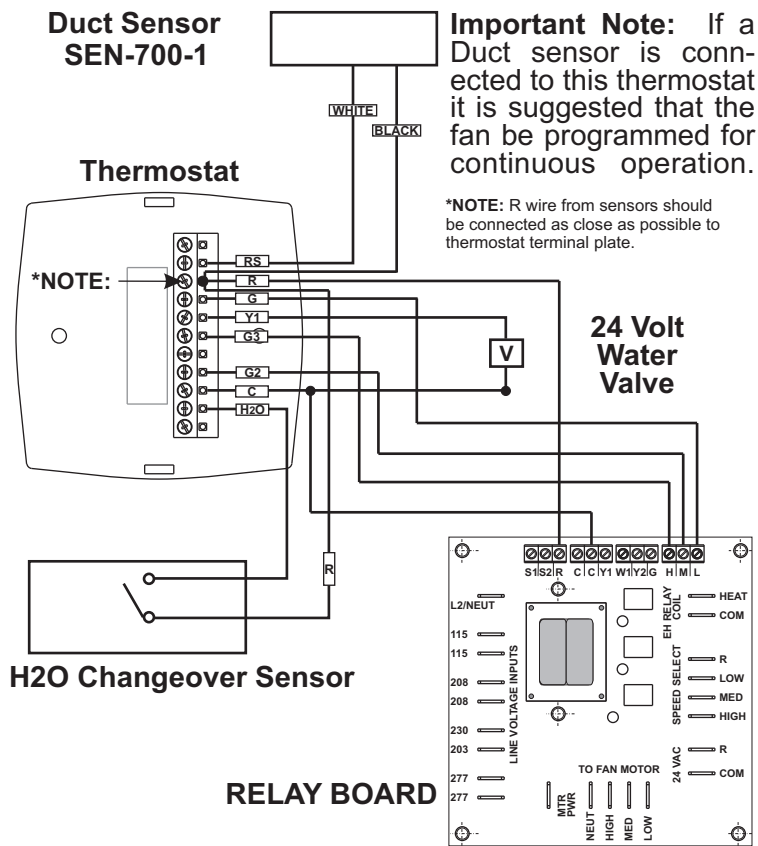 Duct Sensor
SEN-700-1
Important Note: If a
Duct sensor is conn-
ected to this thermostat
it is suggested that the
fan be programmed for
continuous operation.
WHITE
BLACK
Thermostat
*NOTE: R wire from sensors should
be connected as close as possible to
thermostat terminal plate.
*NOTE:
RS
R
G
Y1
G3
G2
C
H2O
V
24 Volt
Water
Valve
R
H2O Changeover Sensor
S1 S2 R C C Y1 W1 Y2 G H M L
L2/NEUT
115
115
208
208
230
203
277
277
LINE VOLTAGE INPUTS
EH RELAY
COIL
HEAT
COM
SPEED SELECT
R
LOW
MED
HIGH
24 VAC
R
COM
TO FAN MOTOR
MTR
PWR
NEUT
HIGH
MED
LOW
RELAY BOARD